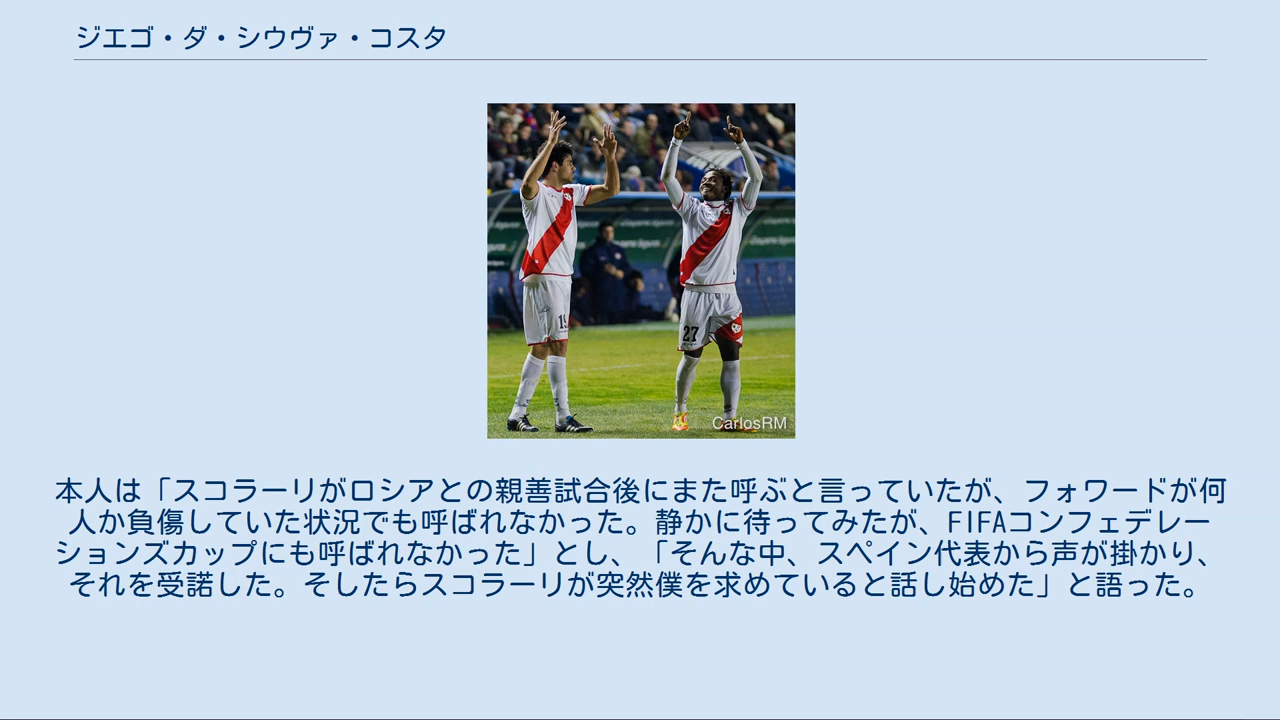 ジエゴ・ダ・シウヴァ・コスタ
15
27
CarlosRM
本人は「スコラーリがロシアとの親善試合後にまた呼ぶと言っていたが、フォワードが何
人か負傷していた状況でも呼ばれなかった。静かに待ってみたが、FIFAコンフェデレー
ションズカップにも呼ばれなかった」とし、「そんな中、スペイン代表から声が掛かり、
それを受諾した。そしたらスコラーリが突然僕を求めていると話し始めた」と語った。